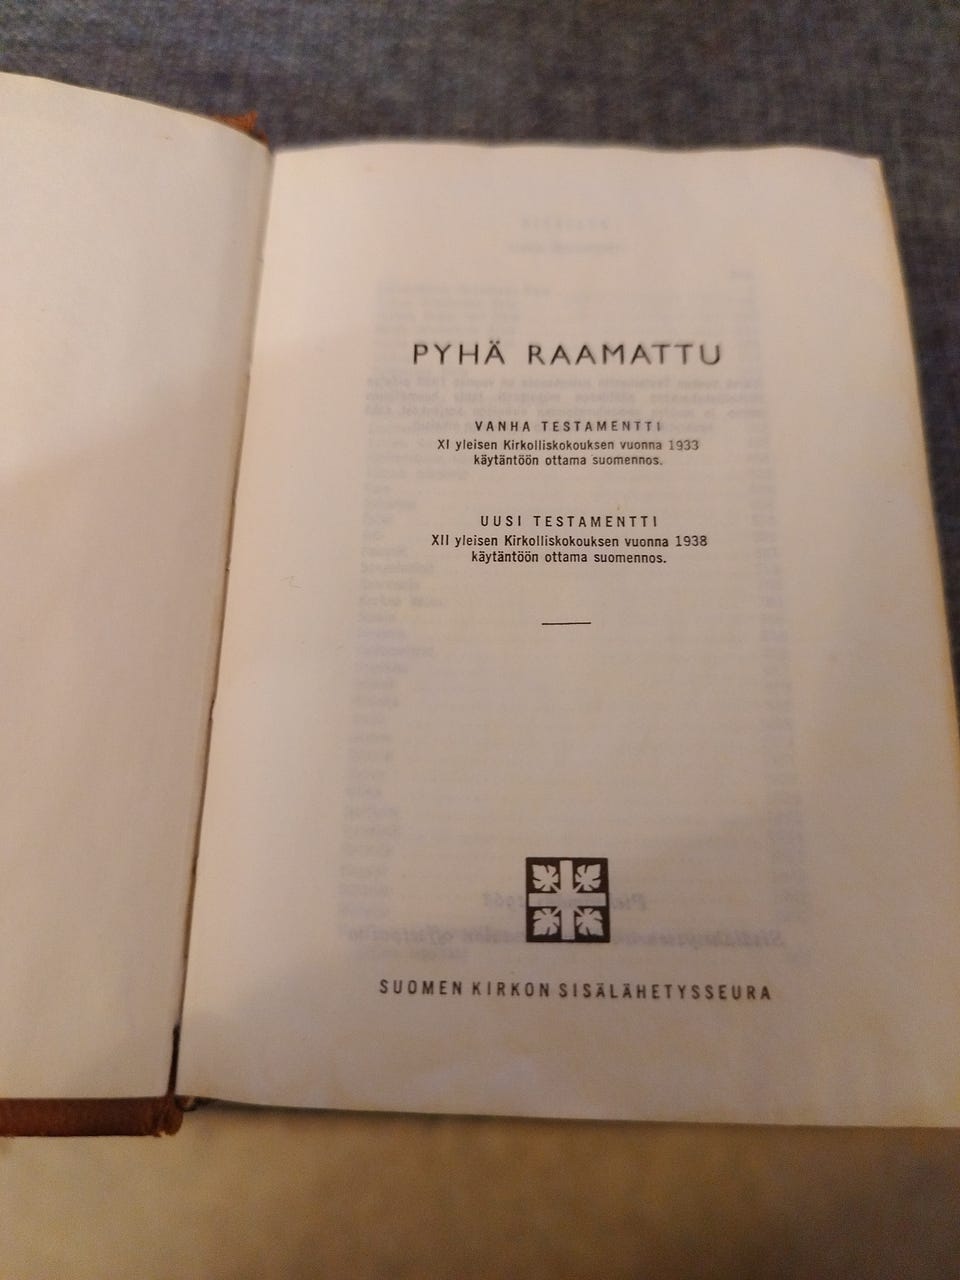 PYHÄ RAAMATTU
VANHA TESTAMENTTI
XI yleisen Kirkolliskokouksen vuonna 1933
käytäntöön ottama suomennos.
UUSI TESTAMENTTI
XII yleisen Kirkolliskokouksen vuonna 1938
käytäntöön ottama suomennos.
SUOMEN KIRKON SISÄLÄHETYSSEURA